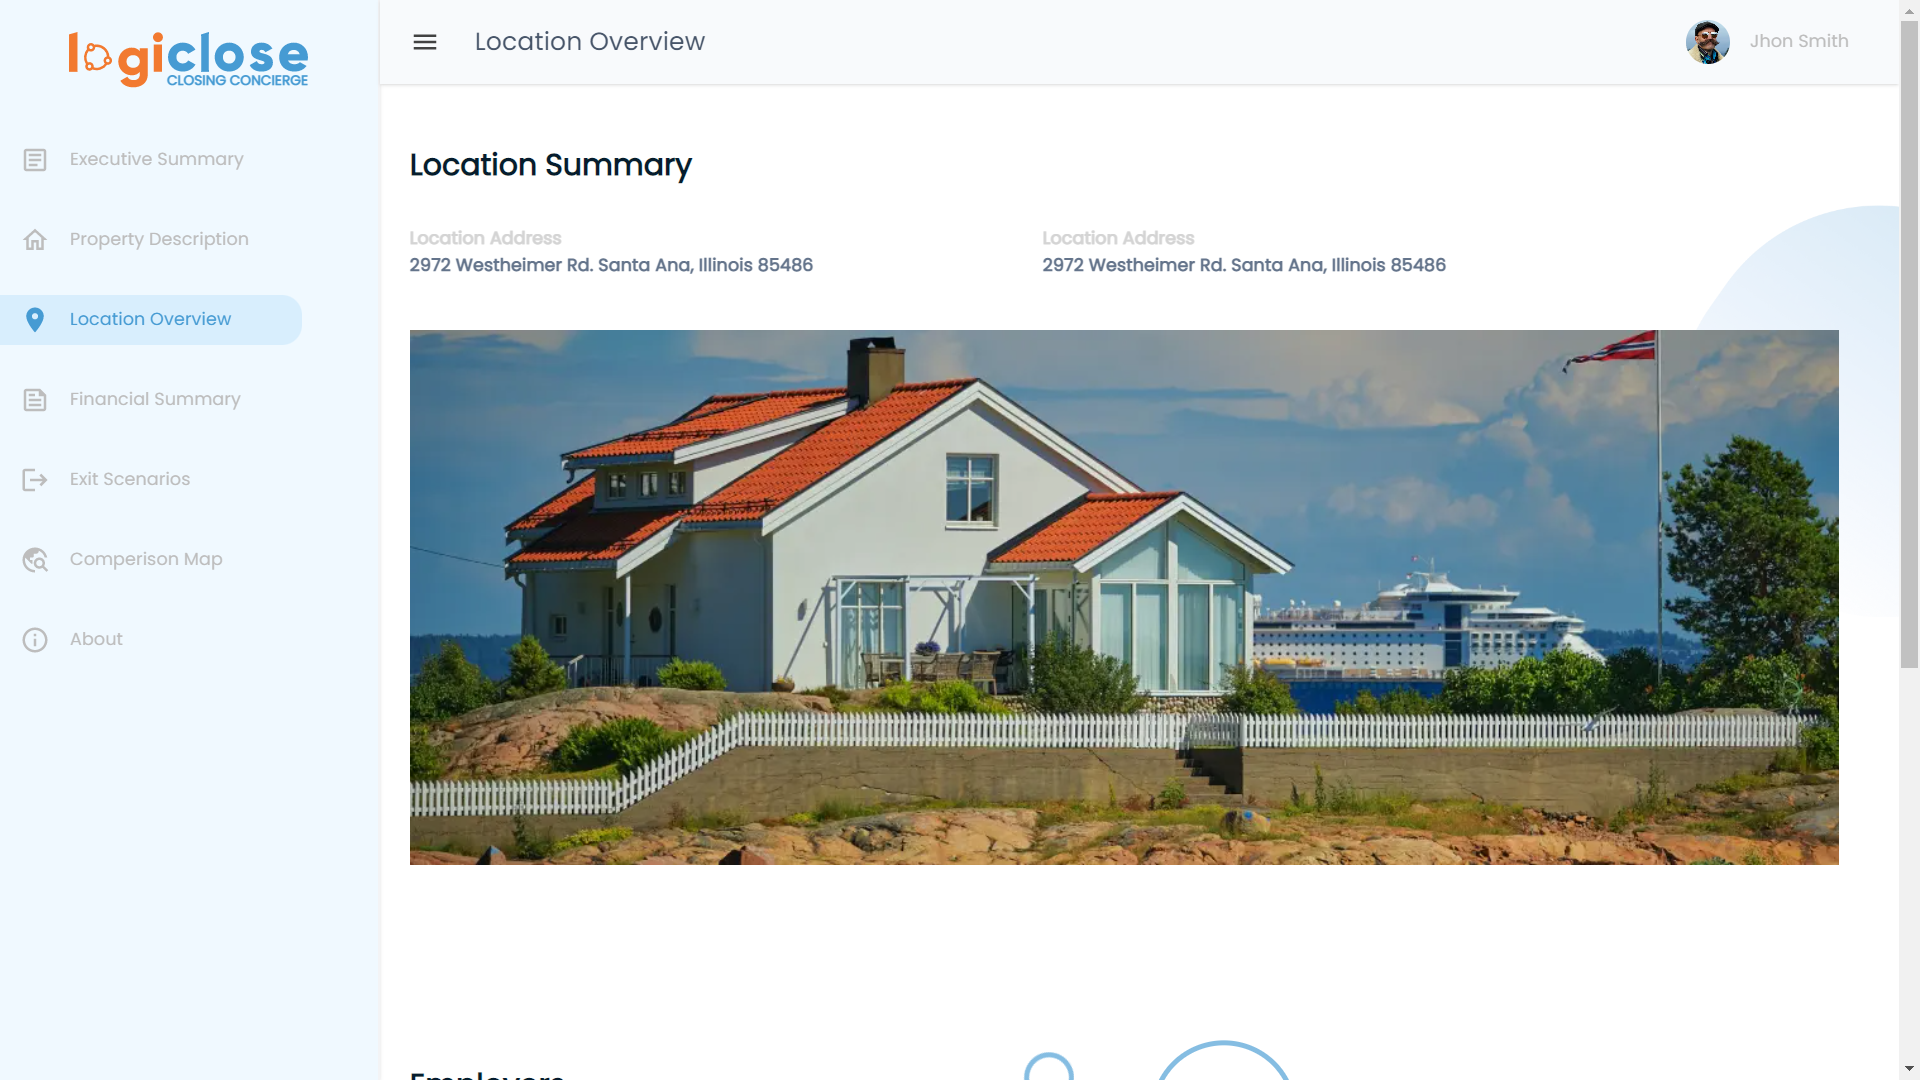 logiclose
CLOSING CONCIERGE
Executive Summary
Property Description
Location Overview
Financial Summary
Exit Scenarios
Comperison Map
About
Location Overview
Jhon Smith
Location Summary
Location Address
2972 Westheimer Rd. Santa Ana, Illinois 85486
Location Address
2972 Westheimer Rd. Santa Ana, Illinois 85486
Employers